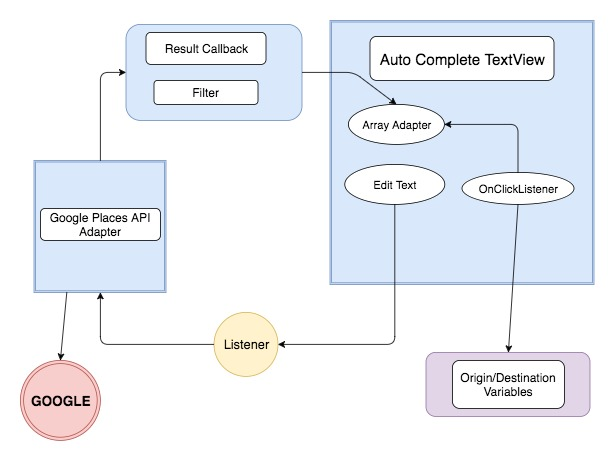 Result Callback
Filter
Auto Complete TextView
Array Adapter
Edit Text
OnClickListener
Google Places API
Adapter
Listener
GOOGLE
Origin/Destination
Variables